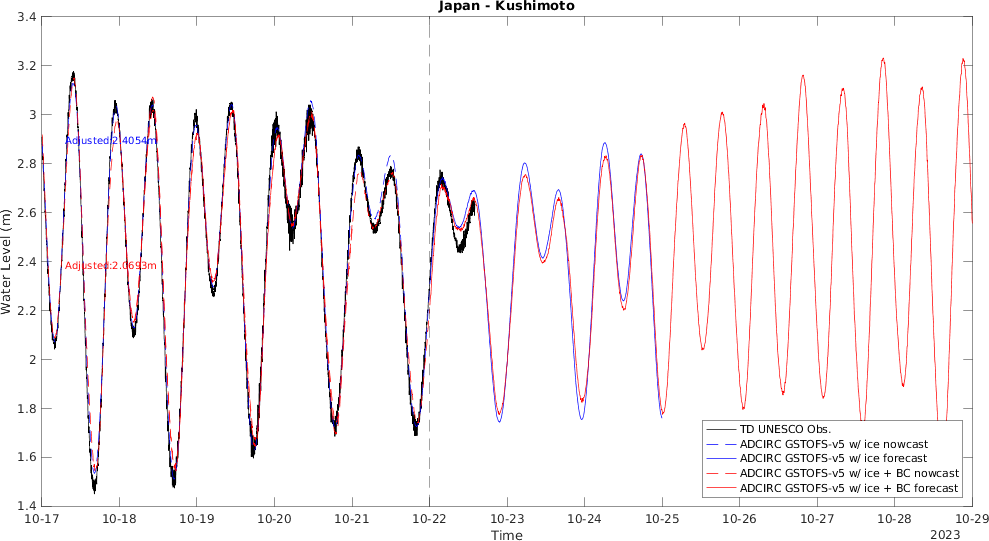 Japan - Kushimoto
3.4
3.2
3
2.8
2.6
2.4
2.2
2
1.8
1.6
1.4
Water Level (m)
Adjusted:2.4054m
Adjusted:2.0693m
TD UNESCO Obs.
ADCIRC GSTOFS-v5 w/ ice nowcast
ADCIRC GSTOFS-v5 w/ ice forecast
ADCIRC GSTOFS-v5 w/ ice + BC nowcast
ADCIRC GSTOFS-v5 w/ ice + BC forecast
10-17 10-18 10-19 10-20 10-21 10-22 10-23 10-24 10-25 10-26 10-27 10-28 10-29
Time
2023